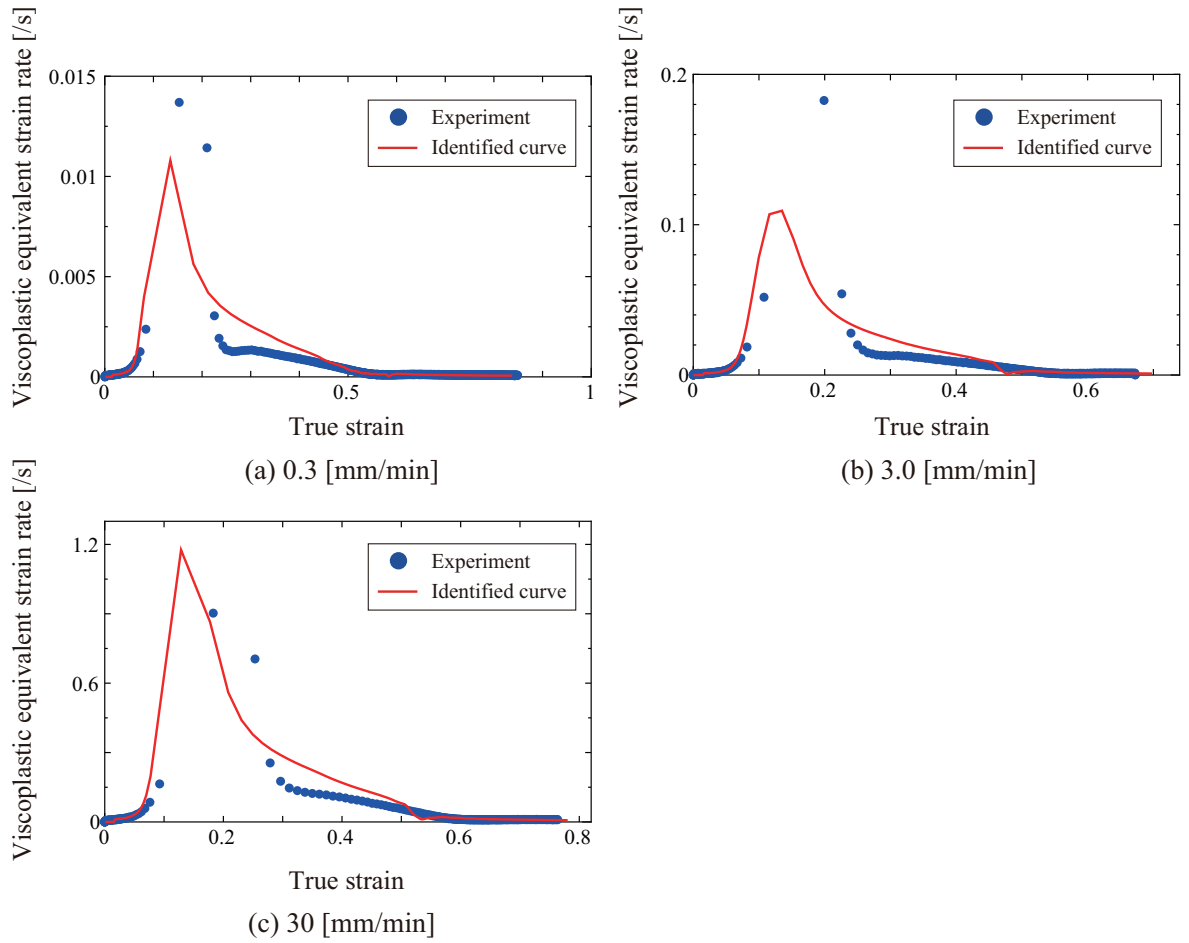 Viscoplastic equivalent strain rate [/s]
0.015
0.01
0.005
0
0
0.5
1
Experiment
Identified curve
True strain
(a) 0.3 [mm/min]
Viscoplastic equivalent strain rate [/s]
0.2
0.1
0
0
0.2
0.4
0.6
Experiment
Identified curve
True strain
(b) 3.0 [mm/min]
Viscoplastic equivalent strain rate [/s]
1.2
0.6
0
0
0.2
0.4
0.6
0.8
Experiment
Identified curve
True strain
(c) 30 [mm/min]